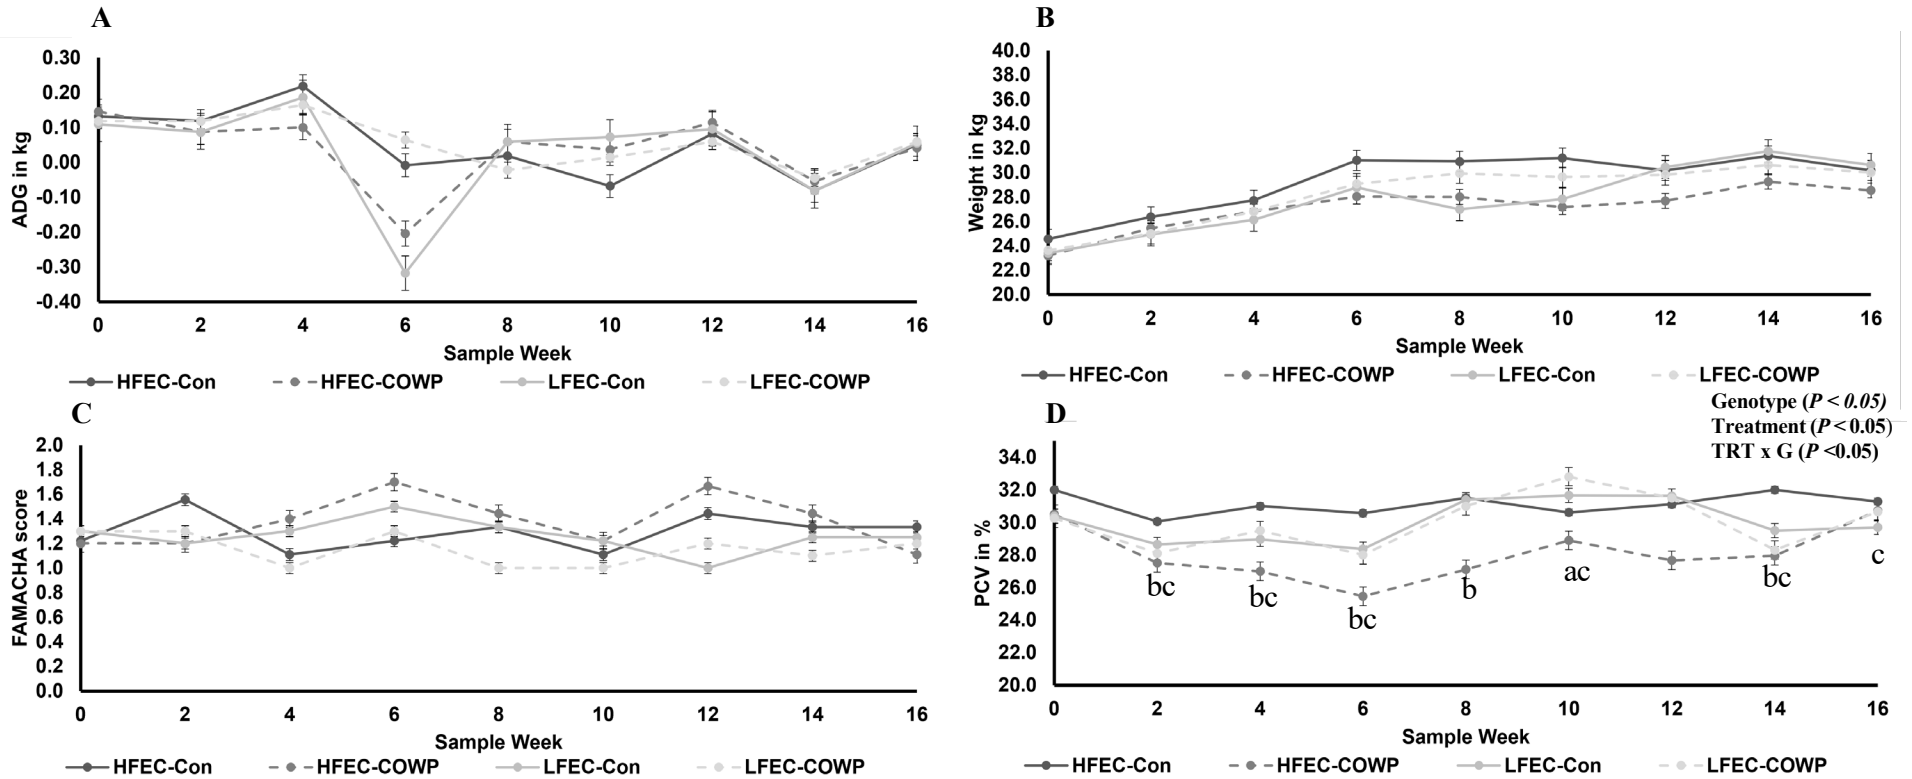 A
0.30
0.20
0.10
0.00
-0.10
-0.20
-0.30
-0.40
ADG in kg
0 2 4 6 8 10 12 14 16
Sample Week
HFEC-Con HFEC-COWP LFEC-Con LFEC-COWP
B
40.0
38.0
36.0
34.0
32.0
30.0
28.0
26.0
24.0
22.0
20.0
Weight in kg
0 2 4 6 8 10 12 14 16
Sample Week
HFEC-Con HFEC-COWP LFEC-Con LFEC-COWP
C
2.0
1.8
1.6
1.4
1.2
1.0
0.8
0.6
0.4
0.2
0.0
FAMACHA score
0 2 4 6 8 10 12 14 16
Sample Week
HFEC-Con HFEC-COWP LFEC-Con LFEC-COWP
D
Genotype (P < 0.05)
Treatment (P < 0.05)
TRT x G (P <0.05)
34.0
32.0
30.0
28.0
26.0
24.0
22.0
20.0
PCV in %
bc bc bc b ac bc c
0 2 4 6 8 10 12 14 16
Sample Week
HFEC-Con HFEC-COWP LFEC-Con LFEC-COWP